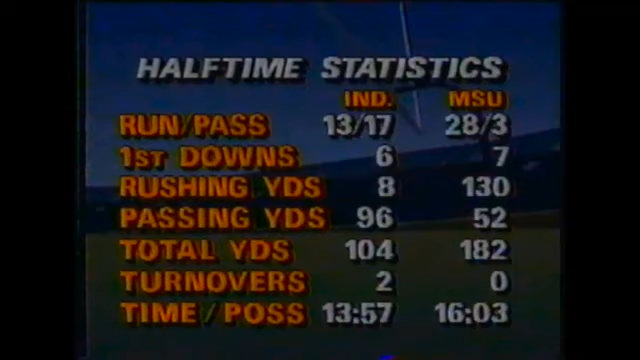 HALFTIME STATISTICS
IND. MSU
RUN/PASS 13/17 28/3
1ST DOWNS 6 7
RUSHING YDS 8 130
PASSING YDS 96 52
TOTAL YDS 104 182
TURNOVERS 2 0
TIME/POSS 13:57 16:03